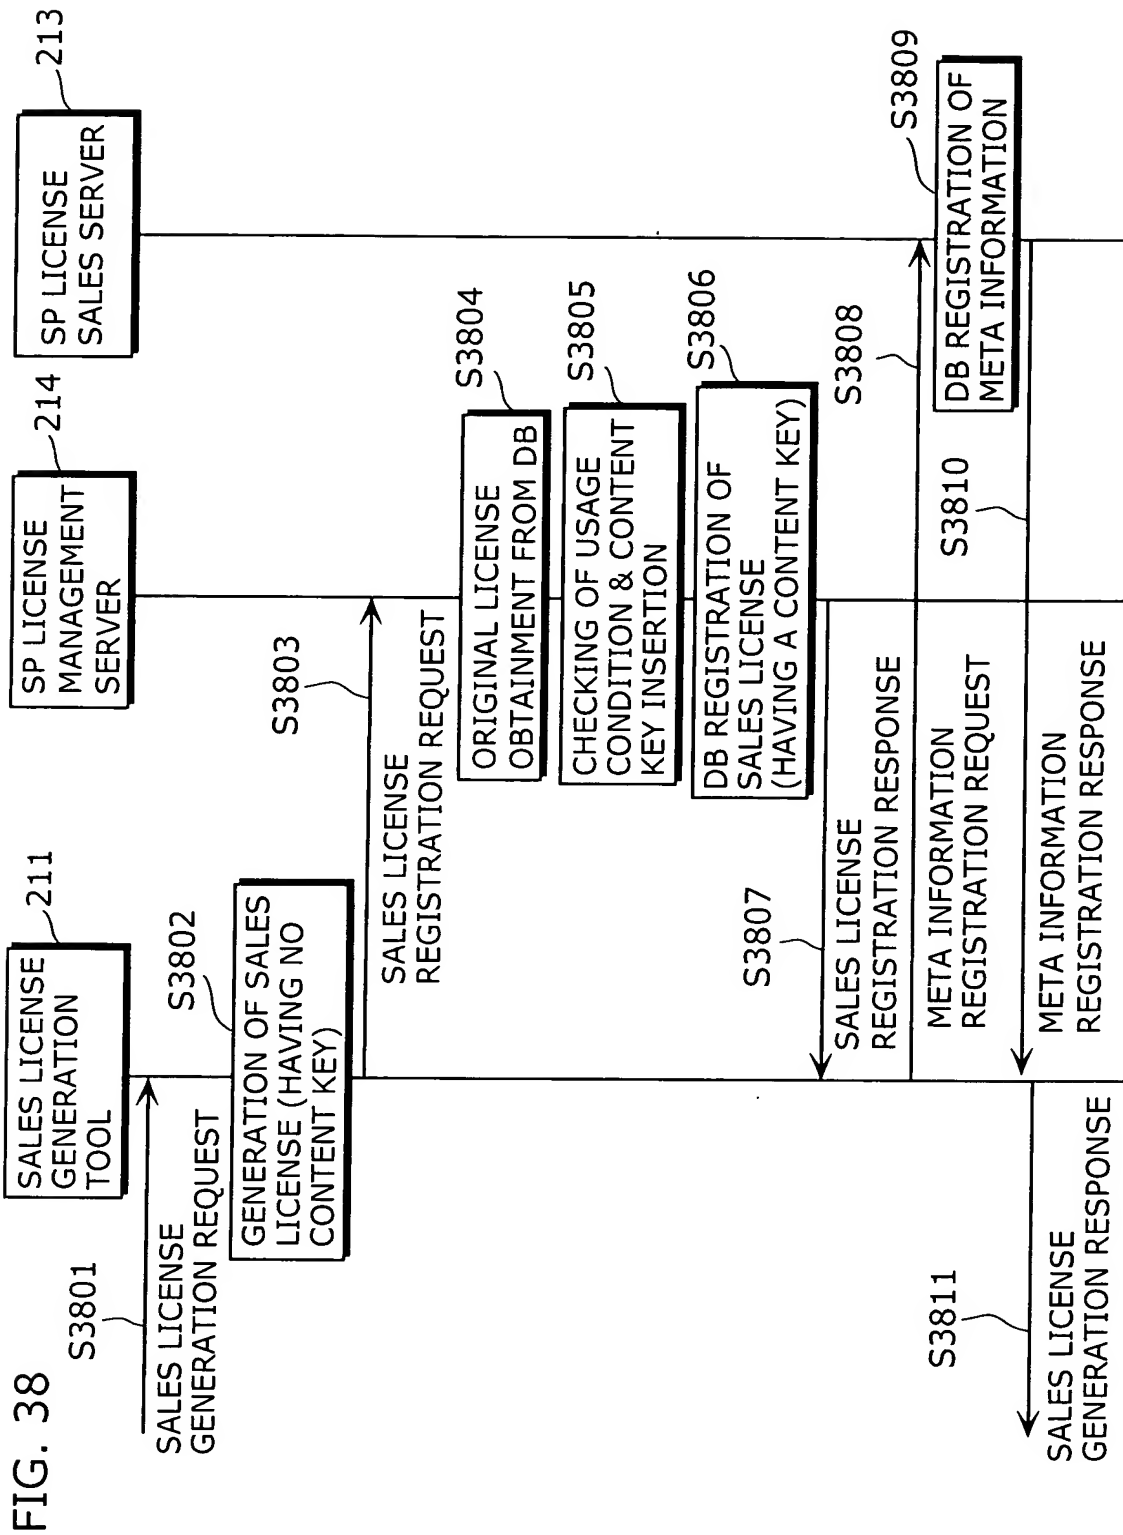 FIG. 38
SALES LICENSE
GENERATION
TOOL
211
SP LICENSE
MANAGEMENT
SERVER
214
SP LICENSE
SALES SERVER
213
S3801
SALES LICENSE
GENERATION REQUEST
S3802
GENERATION OF SALES
LICENSE (HAVING NO
CONTENT KEY)
S3803
SALES LICENSE
REGISTRATION REQUEST
S3804
ORIGINAL LICENSE
OBTAINMENT FROM DB
S3805
CHECKING OF USAGE
CONDITION & CONTENT
KEY INSERTION
S3806
DB REGISTRATION OF
SALES LICENSE
(HAVING A CONTENT KEY)
S3807
SALES LICENSE
REGISTRATION RESPONSE
S3808
META INFORMATION
REGISTRATION REQUEST
S3809
DB REGISTRATION OF
META INFORMATION
S3810
META INFORMATION
REGISTRATION RESPONSE
S3811
SALES LICENSE
GENERATION RESPONSE